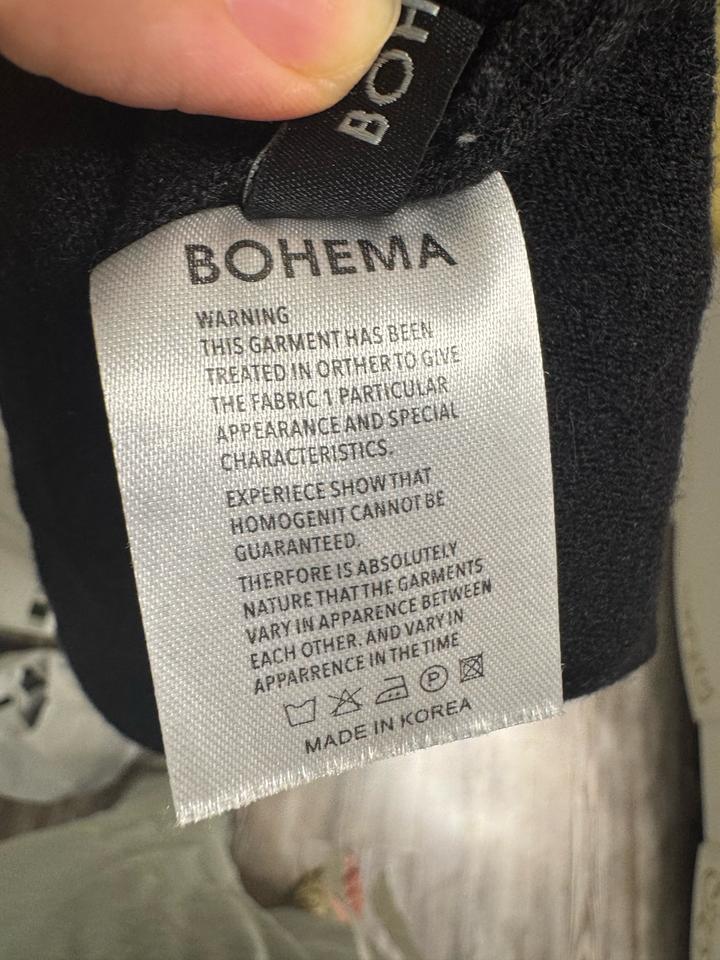 BOH
BOHEMA
WARNING
THIS GARMENT HAS BEEN
TREATED IN ORTHER TO GIVE
THE FABRIC 1 PARTICULAR
APPEARANCE AND SPECIAL
CHARACTERISTICS.
EXPERIECE SHOW THAT
HOMOGENIT CANNOT BE
GUARANTEED.
THERFORE IS ABSOLUTELY
NATURE THAT THE GARMENTS
VARY IN APPARENCE BETWEEN
EACH OTHER. AND VARY IN
APPARRENCE IN THE TIME
P
MADE IN KOREA